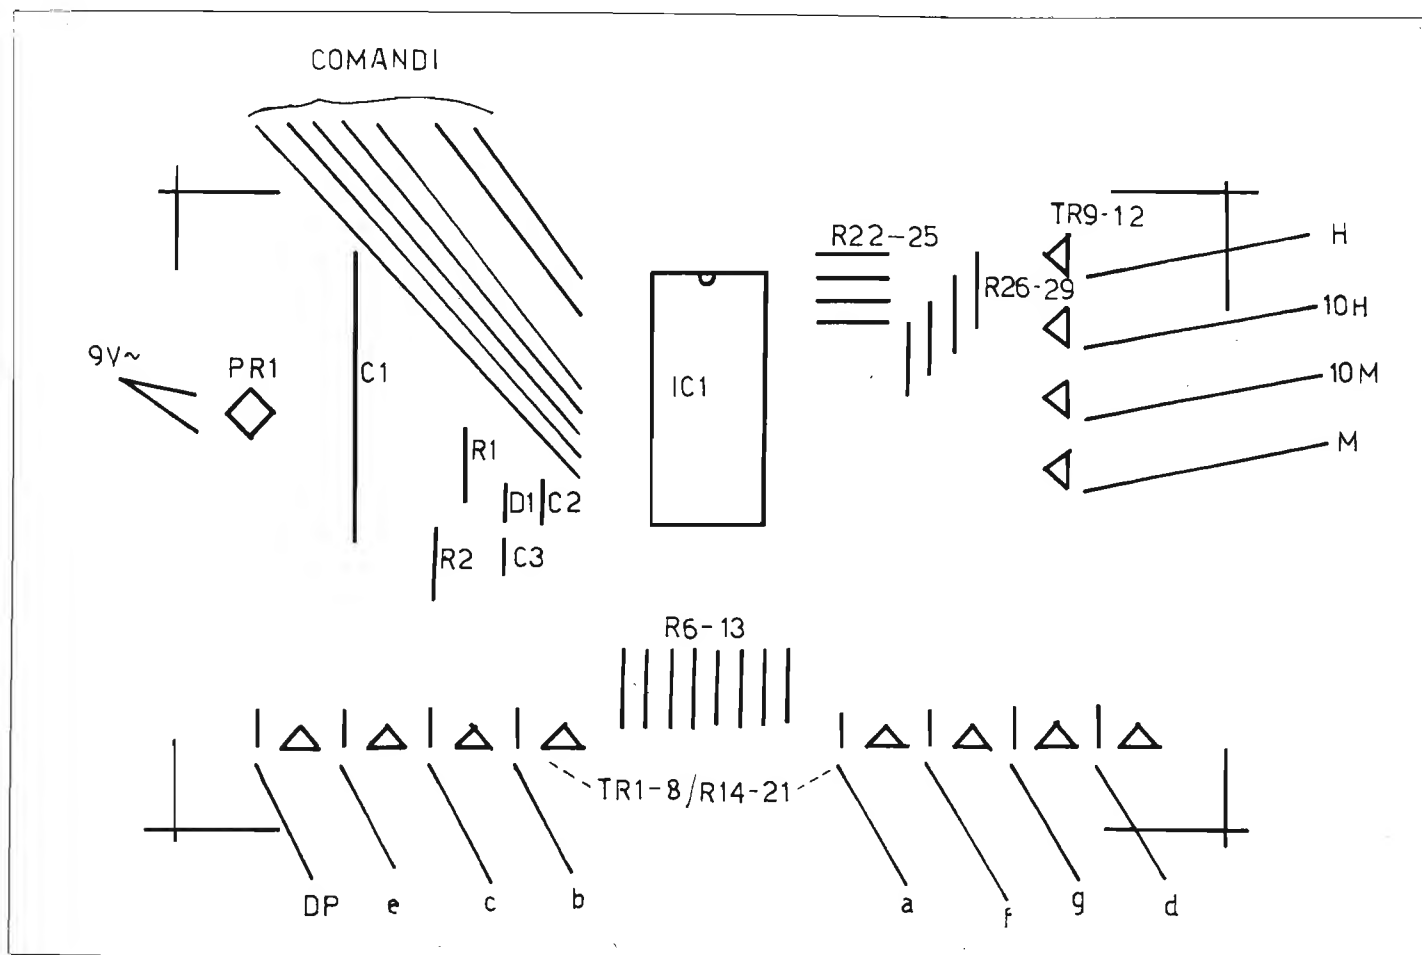 COMANDI
TR9-12
H
R22-25
R26-29
10H
9V~
PR1
C1
IC1
10M
R1
M
D1
C2
R2
C3
R6-13
TR1-8/R14-21
DP
e
c
b
a
f
g
d